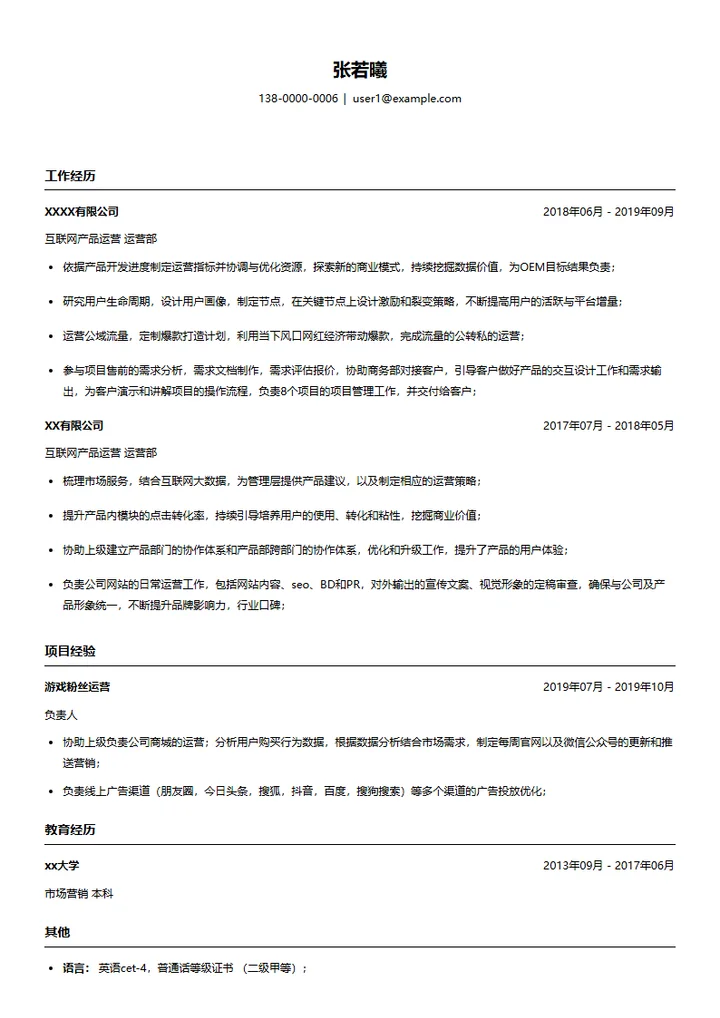 张若曦
138-0000-0006 | user1@example.com
工作经历
XXXX有限公司 2018年06月 - 2019年09月
互联网产品运营 运营部
• 依据产品开发进度制定运营指标并协调与优化资源，探索新的商业模式，持续挖掘数据价值，为OEM目标结果负责；
• 研究用户生命周期，设计用户画像，制定节点，在关键节点上设计激励和裂变策略，不断提高用户的活跃与平台增量；
• 运营公域流量，定制爆款打造计划，利用当下风口网红经济带动爆款，完成流量的公转私的运营；
• 参与项目售前的需求分析，需求文档制作，需求评估报价，协助商务部对接客户，引导客户做好产品的交互设计工作和需求输
出，为客户演示和讲解项目的操作流程，负责8个项目的项目管理工作，并交付给客户；
XX有限公司 2017年07月 - 2018年05月
互联网产品运营 运营部
• 梳理市场服务，结合互联网大数据，为管理层提供产品建议，以及制定相应的运营策略；
• 提升产品内模块的点击转化率，持续引导培养用户的使用、转化和粘性，挖掘商业价值；
• 协助上级建立产品部门的协作体系和产品部跨部门的协作体系，优化和升级工作，提升了产品的用户体验；
• 负责公司网站的日常运营工作，包括网站内容、seo、BD和PR，对外输出的宣传文案、视觉形象的定稿审查，确保与公司及产
品形象统一，不断提升品牌影响力，行业口碑；
项目经验
游戏粉丝运营 2019年07月 - 2019年10月
负责人
• 协助上级负责公司商城的运营；分析用户购买行为数据，根据数据分析结合市场需求，制定每周官网以及微信公众号的更新和推
送营销；
• 负责线上广告渠道（朋友圈，今日头条，搜狐，抖音，百度，搜狗搜索）等多个渠道的广告投放优化；
教育经历
xx大学 2013年09月 - 2017年06月
市场营销 本科
其他
• 语言： 英语cet-4，普通话等级证书 （二级甲等）；